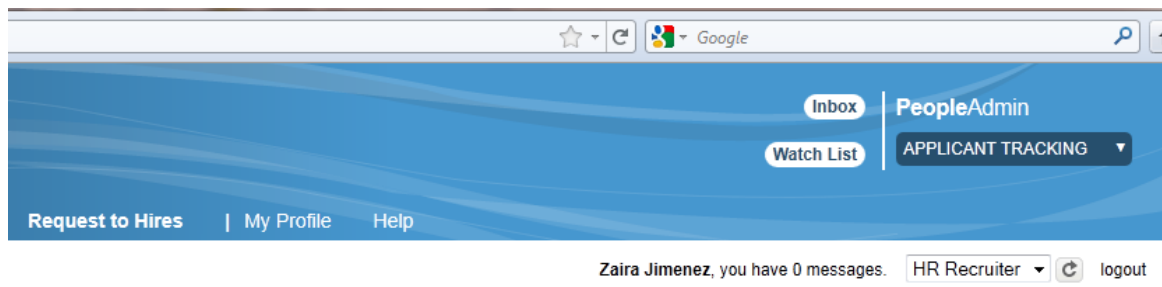 Google
Inbox
PeopleAdmin
Watch List
APPLICANT TRACKING
Request to Hires | My Profile Help
Zaira Jimenez, you have 0 messages. HR Recruiter logout